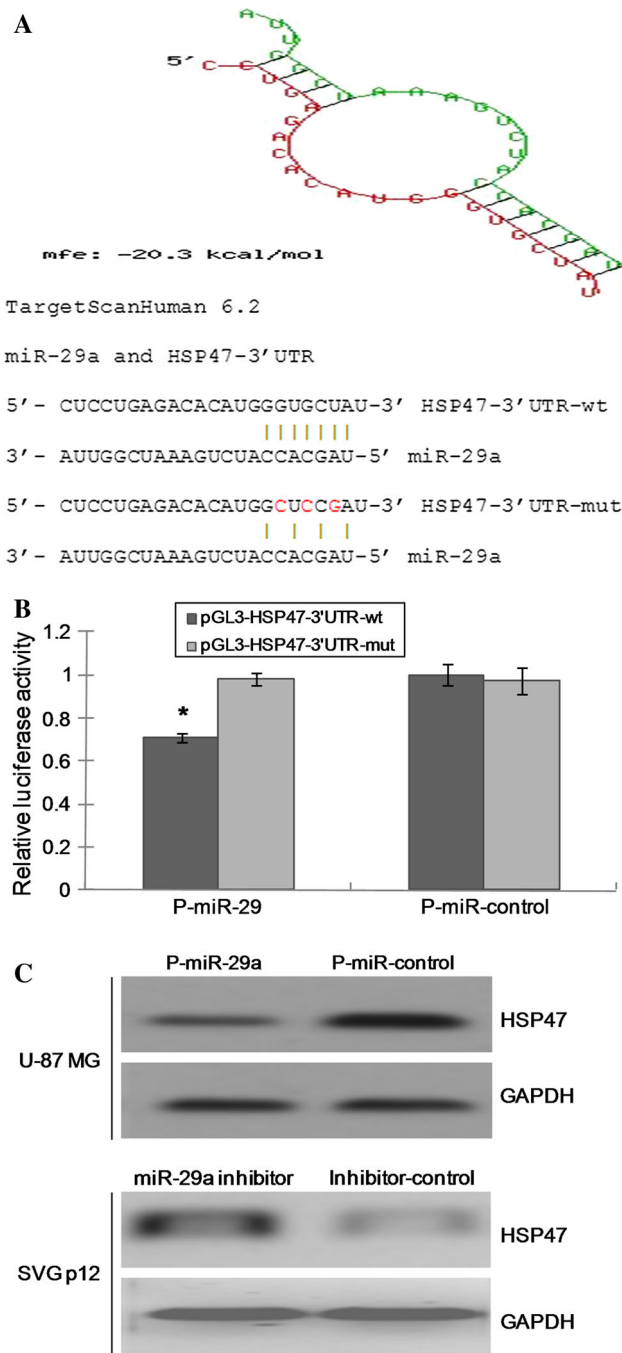 A
5′
mfe: -20.3 kcal/mol
TargetScanHuman 6.2
miR-29a and HSP47-3′UTR
5′- CUCCUGAGACACAUGGGUGCUAU-3′ HSP47-3′UTR-wt
| | | | | | |
3′- AUUGGCUAAAGUCUACCACGAU-5′ miR-29a
5′- CUCCUGAGACACAUGGCUCCGAU-3′ HSP47-3′UTR-mut
| | | |
3′- AUUGGCUAAAGUCUACCACGAU-5′ miR-29a
B
pGL3-HSP47-3'UTR-wt
pGL3-HSP47-3'UTR-mut
Relative luciferase activity
1.2
1
0.8
0.6
0.4
0.2
0
*
P-miR-29
P-miR-control
C
P-miR-29a
P-miR-control
U-87 MG
HSP47
GAPDH
miR-29a inhibitor
Inhibitor-control
SVG p12
HSP47
GAPDH